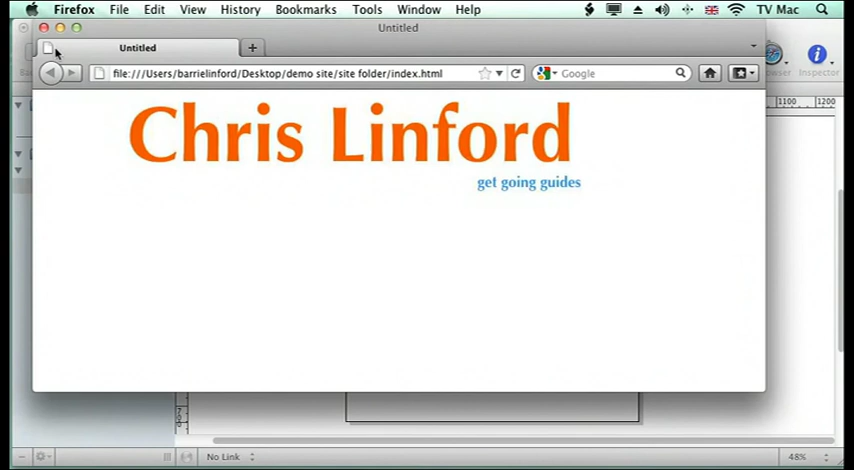 Firefox File Edit View History Bookmarks Tools Window Help TV Mac
Untitled
Untitled
file:///Users/barrielinford/Desktop/demo site/site folder/index.html Google
Inspector
1100 1200
Chris Linford
get going guides
No Link 48%